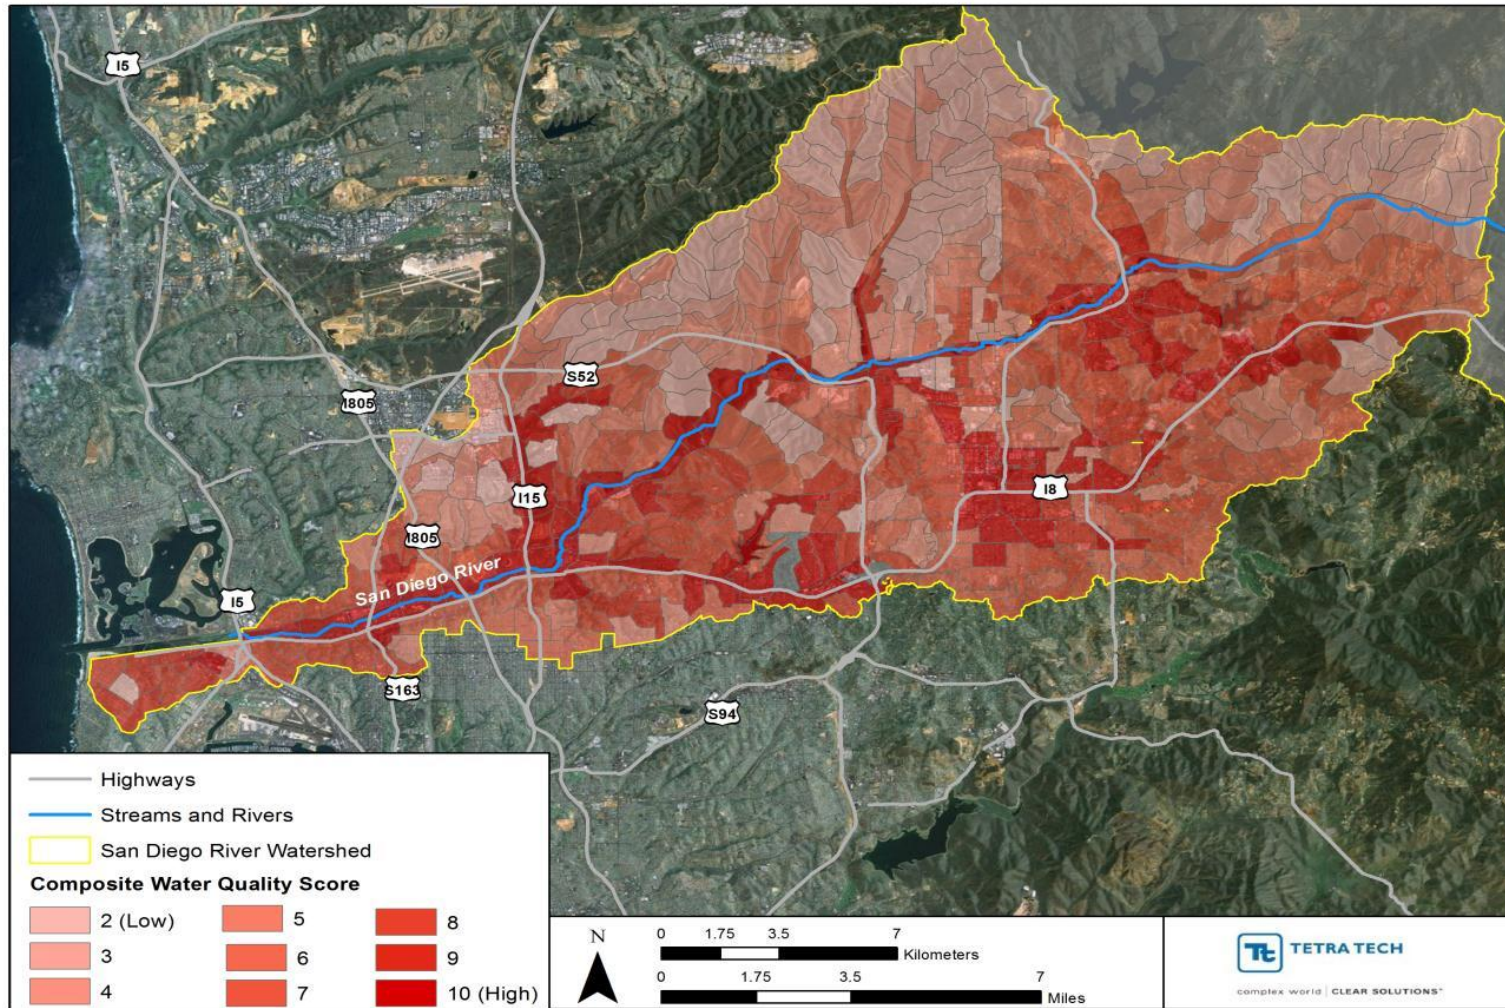 I5
S52
I805
I15
I8
I805
San Diego River
I5
S163
S94
Highways
Streams and Rivers
San Diego River Watershed
Composite Water Quality Score
2 (Low)
3
4
5
6
7
8
9
10 (High)
N
0 1.75 3.5 7
Kilometers
0 1.75 3.5 7
Miles
Tt TETRA TECH
complex world | CLEAR SOLUTIONS™